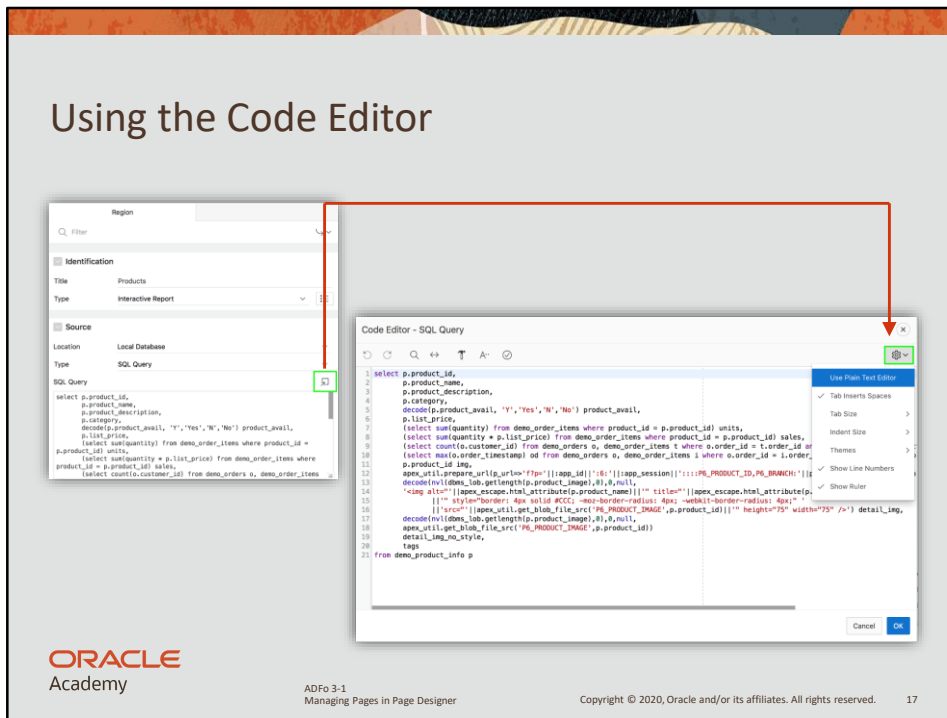 Using the Code Editor
Region
Filter
Identification
Title Products
Type Interactive Report
Source
Location Local Database
Type SQL Query
SQL Query
select p.product_id,
p.product_name,
p.product_description,
p.category,
decode(p.product_avail, 'Y','Yes','N','No') product_avail,
p.list_price,
(select sum(quantity) from demo_order_items where product_id =
p.product_id) units,
(select sum(quantity * p.list_price) from demo_order_items where
product_id = p.product_id) sales,
(select count(o.customer_id) from demo_orders o, demo_order_items
Code Editor - SQL Query
1 select p.product_id,
2 p.product_name,
3 p.product_description,
4 p.category,
5 decode(p.product_avail, 'Y','Yes','N','No') product_avail,
6 p.list_price,
7 (select sum(quantity) from demo_order_items where product_id = p.product_id) units,
8 (select sum(quantity * p.list_price) from demo_order_items where product_id = p.product_id) sales,
9 (select count(o.customer_id) from demo_orders o, demo_order_items t where o.order_id = t.order_id an
10 (select max(o.order_timestamp) od from demo_orders o, demo_order_items i where o.order_id = i.order_
11 p.product_id img,
12 apex_util.prepare_url(p_url=>'f?p='||:app_id||':6:'||:app_session||'::::P6_PRODUCT_ID,P6_BRANCH:'||p
13 decode(nvl(dbms_lob.getlength(p.product_image),0),0,null,
14 '<img alt="'||apex_escape.html_attribute(p.product_name)||'" title="'||apex_escape.html_attribute(p.
15 ||'" style="border: 4px solid #CCC; -moz-border-radius: 4px; -webkit-border-radius: 4px;" '
16 ||'src="'||apex_util.get_blob_file_src('P6_PRODUCT_IMAGE',p.product_id)||'" height="75" width="75" />') detail_img,
17 decode(nvl(dbms_lob.getlength(p.product_image),0),0,null,
18 apex_util.get_blob_file_src('P6_PRODUCT_IMAGE',p.product_id))
19 detail_img_no_style,
20 tags
21 from demo_product_info p
Use Plain Text Editor
Tab Inserts Spaces
Tab Size
Indent Size
Themes
Show Line Numbers
Show Ruler
Cancel OK
ORACLE
Academy
ADFo 3-1
Managing Pages in Page Designer
Copyright © 2020, Oracle and/or its affiliates. All rights reserved. 17